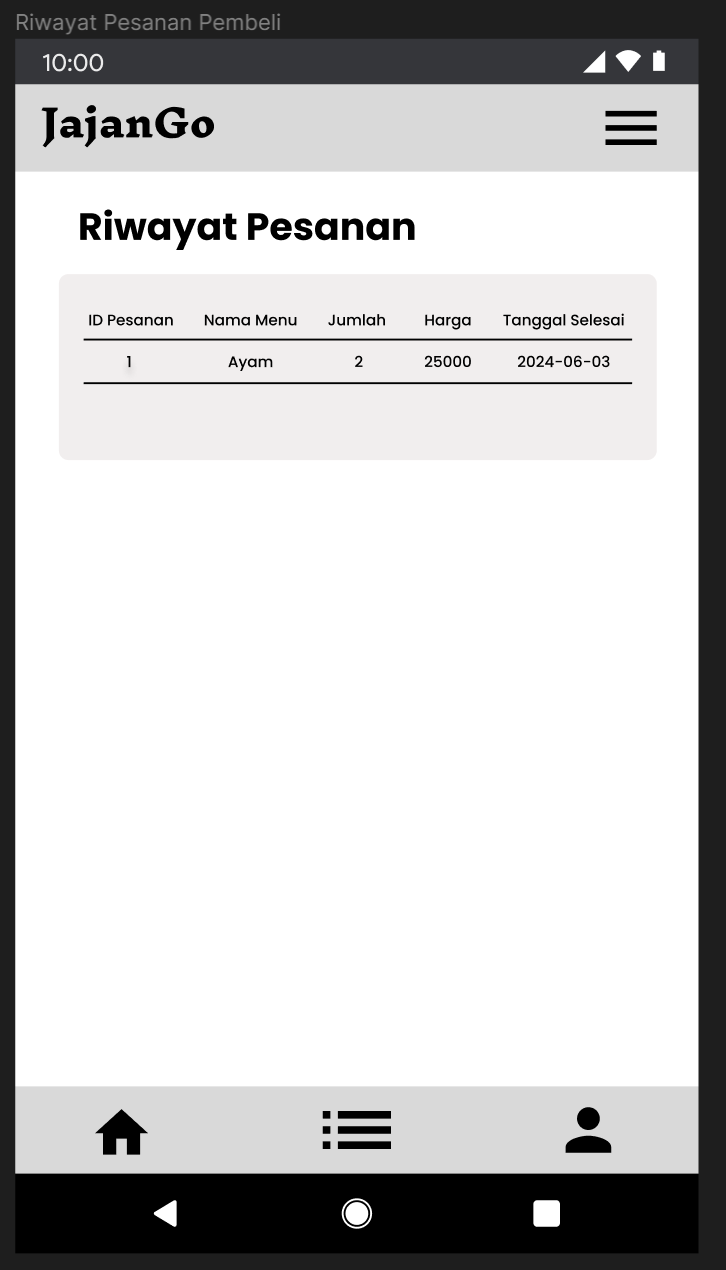 Riwayat Pesanan Pembeli
10:00
JajanGo
Riwayat Pesanan
ID Pesanan Nama Menu Jumlah Harga Tanggal Selesai
1 Ayam 2 25000 2024-06-03